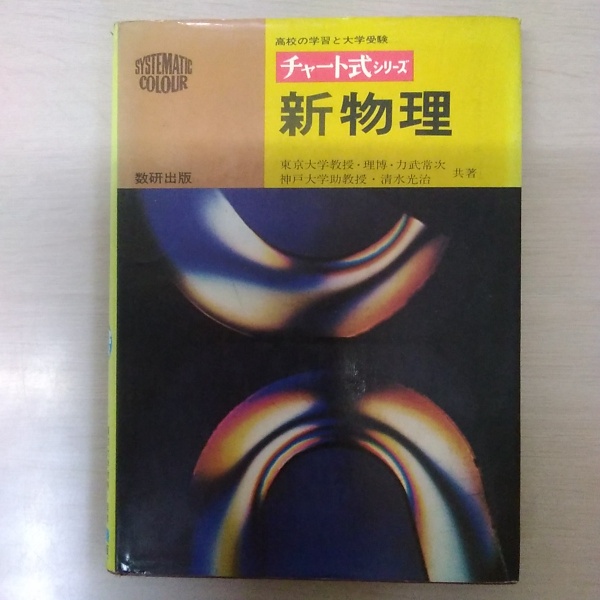 SYSTEMATIC
COLOUR
高校の学習と大学受験
チャート式シリーズ
新物理
東京大学教授・理博・力武常次
神戸大学助教授・清水光治
共著
数研出版